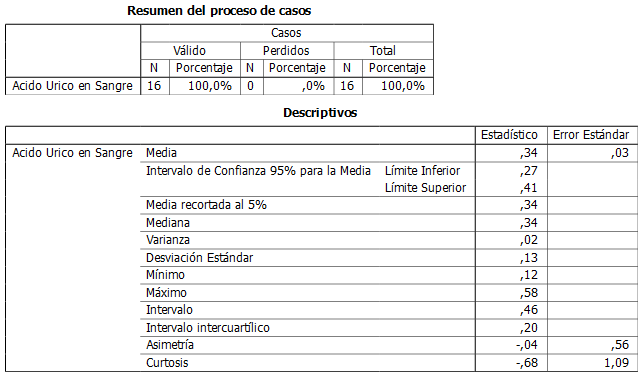 Resumen del proceso de casos
Casos
Válido Perdidos Total
N Porcentaje N Porcentaje N Porcentaje
Acido Urico en Sangre 16 100,0% 0 ,0% 16 100,0%
Descriptivos
Estadístico Error Estándar
Acido Urico en Sangre Media ,34 ,03
Intervalo de Confianza 95% para la Media Límite Inferior ,27
Límite Superior ,41
Media recortada al 5% ,34
Mediana ,34
Varianza ,02
Desviación Estándar ,13
Mínimo ,12
Máximo ,58
Intervalo ,46
Intervalo intercuartílico ,20
Asimetría -,04 ,56
Curtosis -,68 1,09